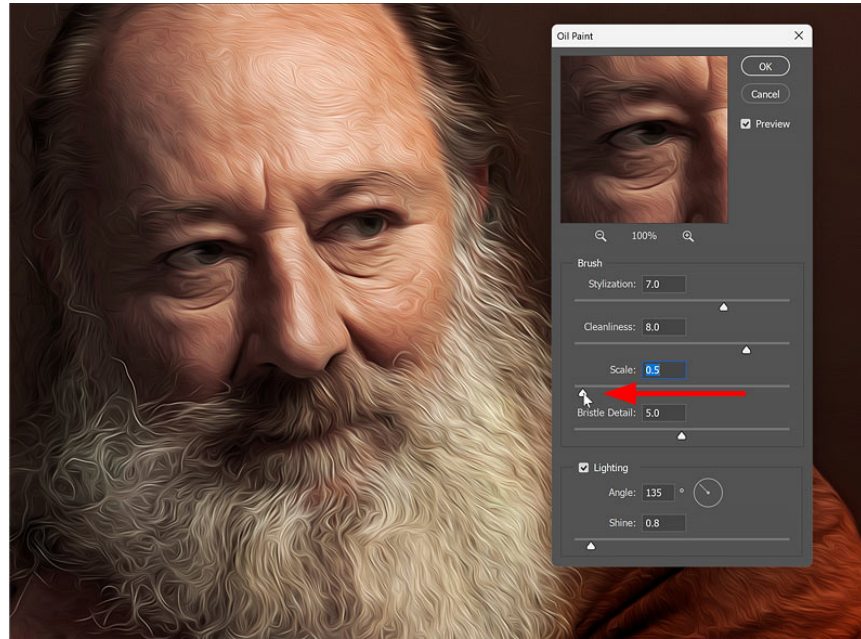 Oil Paint
OK
Cancel
Preview
100%
Brush
Stylization: 7.0
Cleanliness: 8.0
Scale: 0.5
Bristle Detail: 5.0
Lighting
Angle: 135 °
Shine: 0.8